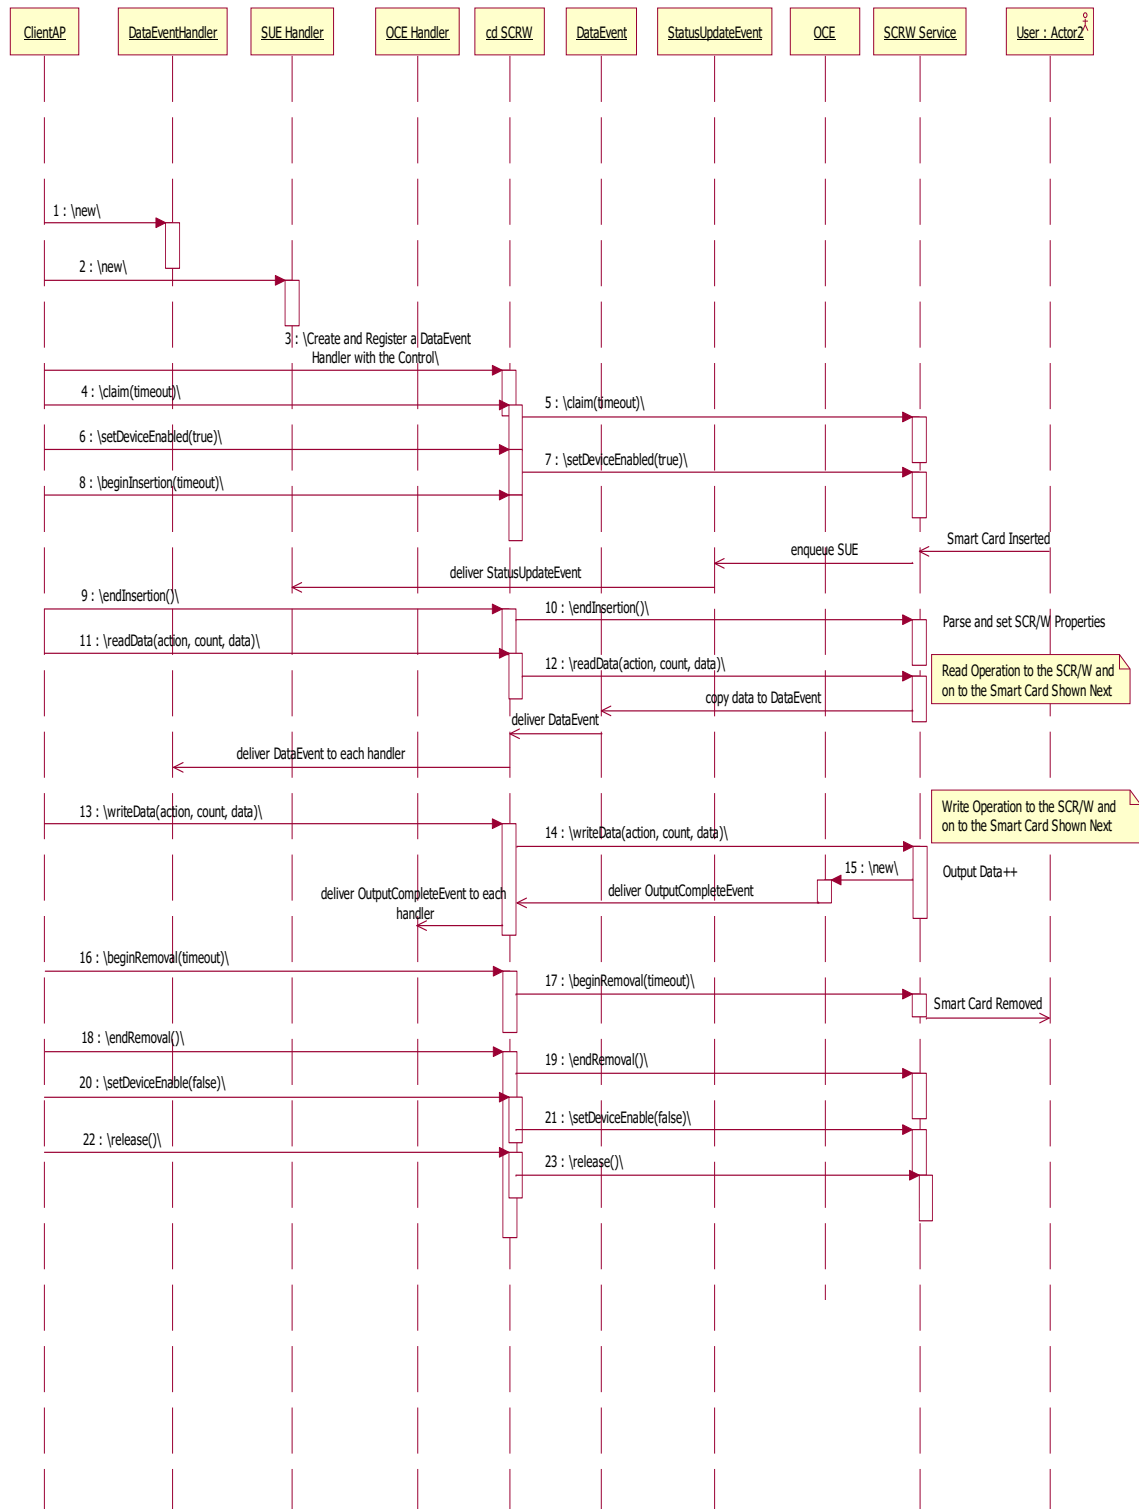 ClientAP
DataEventHandler
SUE Handler
OCE Handler
cd SCRW
DataEvent
StatusUpdateEvent
OCE
SCRW Service
User : Actor2
1 : \new\
2 : \new\
3 : \Create and Register a DataEvent
Handler with the Control\
4 : \claim(timeout)\
5 : \claim(timeout)\
6 : \setDeviceEnabled(true)\
7 : \setDeviceEnabled(true)\
8 : \beginInsertion(timeout)\
Smart Card Inserted
enqueue SUE
deliver StatusUpdateEvent
9 : \endInsertion()\
10 : \endInsertion()\
Parse and set SCR/W Properties
11 : \readData(action, count, data)\
12 : \readData(action, count, data)\
Read Operation to the SCR/W and
on to the Smart Card Shown Next
copy data to DataEvent
deliver DataEvent
deliver DataEvent to each handler
13 : \writeData(action, count, data)\
Write Operation to the SCR/W and
on to the Smart Card Shown Next
14 : \writeData(action, count, data)\
15 : \new\
Output Data++
deliver OutputCompleteEvent
deliver OutputCompleteEvent to each
handler
16 : \beginRemoval(timeout)\
17 : \beginRemoval(timeout)\
Smart Card Removed
18 : \endRemoval()\
19 : \endRemoval()\
20 : \setDeviceEnable(false)\
21 : \setDeviceEnable(false)\
22 : \release()\
23 : \release()\